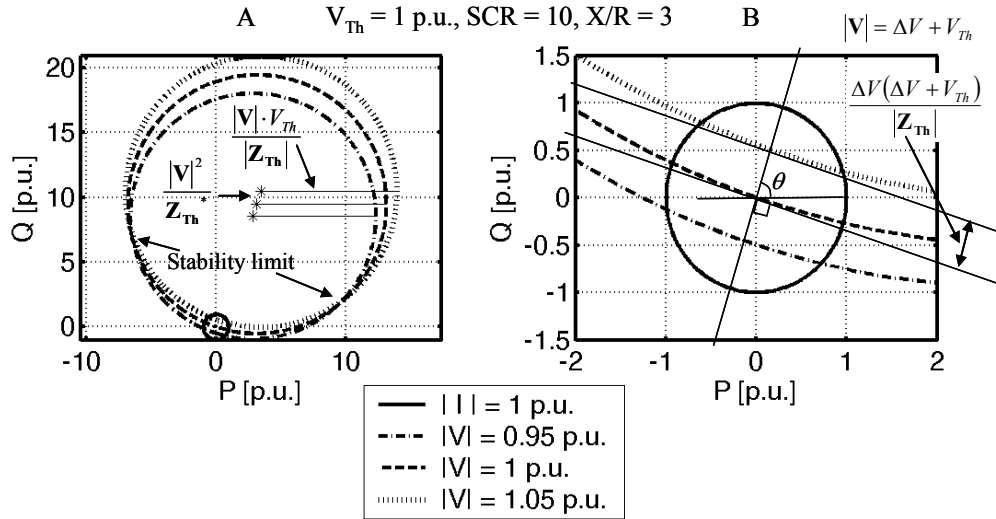 A V_Th = 1 p.u., SCR = 10, X/R = 3 B
|V| = ΔV + V_Th
ΔV(ΔV + V_Th)
|Z_Th|
20
15
10
5
0
Q [p.u.]
-10 0 10
P [p.u.]
|V| · V_Th
|Z_Th|
|V|²
Z_Th*
Stability limit
1.5
1
0.5
0
-0.5
-1
-1.5
Q [p.u.]
-2 -1 0 1 2
P [p.u.]
θ
| I | = 1 p.u.
|V| = 0.95 p.u.
|V| = 1 p.u.
|V| = 1.05 p.u.